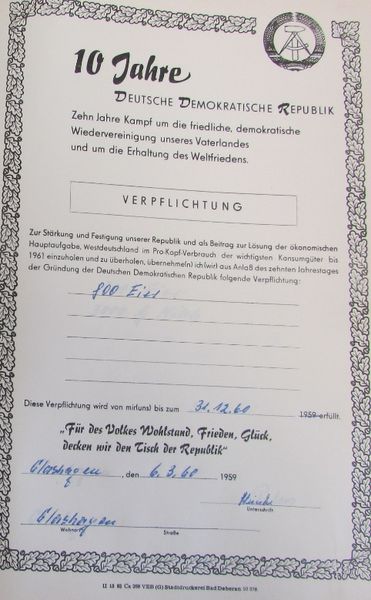 10 Jahre
DEUTSCHE DEMOKRATISCHE REPUBLIK
Zehn Jahre Kampf um die friedliche, demokratische
Wiedervereinigung unseres Vaterlandes
und um die Erhaltung des Weltfriedens.
VERPFLICHTUNG
Zur Stärkung und Festigung unserer Republik und als Beitrag zur Lösung der ökonomischen
Hauptaufgabe, Westdeutschland im Pro-Kopf-Verbrauch der wichtigsten Konsumgüter bis
1961 einzuholen und zu überholen, übernehme(n) ich(wir) aus Anlaß des zehnten Jahrestages
der Gründung der Deutschen Demokratischen Republik folgende Verpflichtung:
800 Eier
Diese Verpflichtung wird von mir(uns) bis zum 31.12.60 1959 erfüllt.
„Für des Volkes Wohlstand, Frieden, Glück,
decken wir den Tisch der Republik“
Glashagen, den 6.3.60 1959
Unterschrift
Glashagen
Wohnort Straße
VEB (G) Stadtdruckerei Bad Doberan